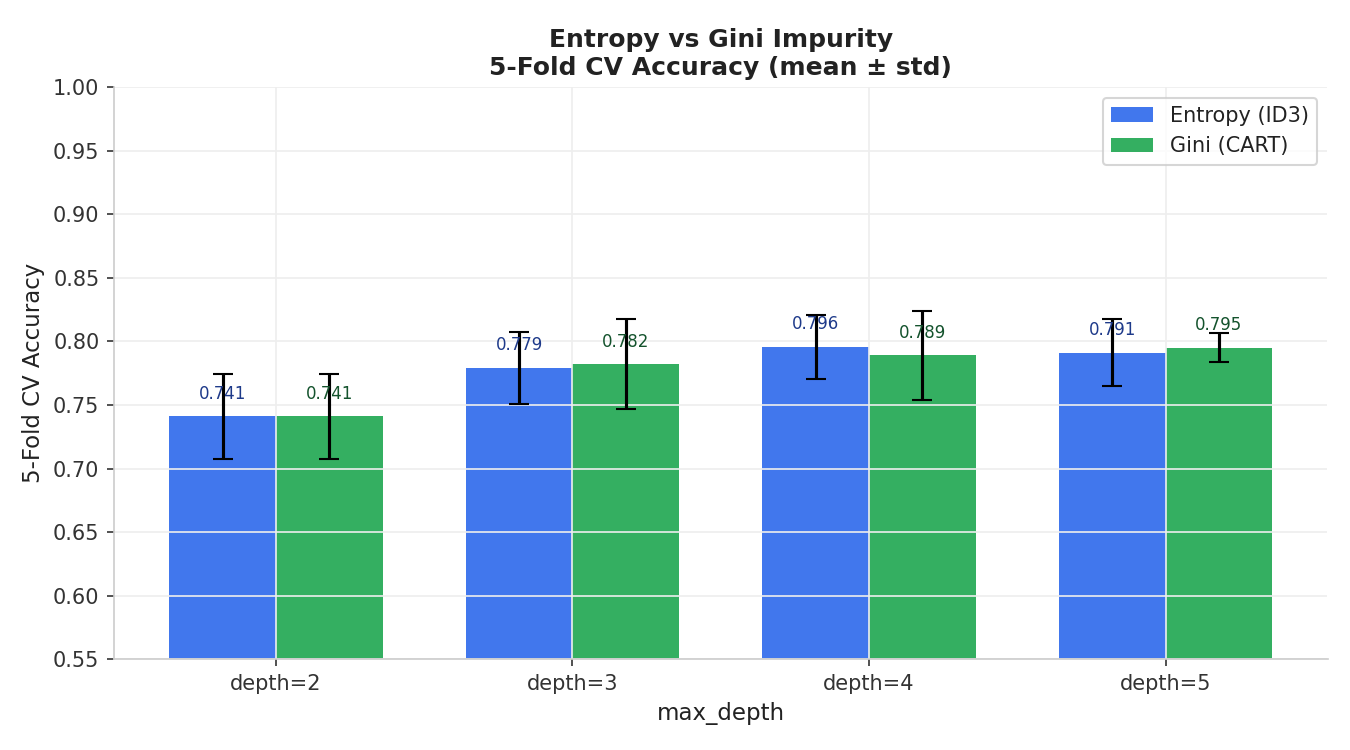 Entropy vs Gini Impurity
5-Fold CV Accuracy (mean ± std)
Entropy (ID3)
Gini (CART)
5-Fold CV Accuracy
1.00
0.95
0.90
0.85
0.80
0.75
0.70
0.65
0.60
0.55
0.741
0.741
0.779
0.782
0.796
0.789
0.791
0.795
depth=2
depth=3
depth=4
depth=5
max_depth